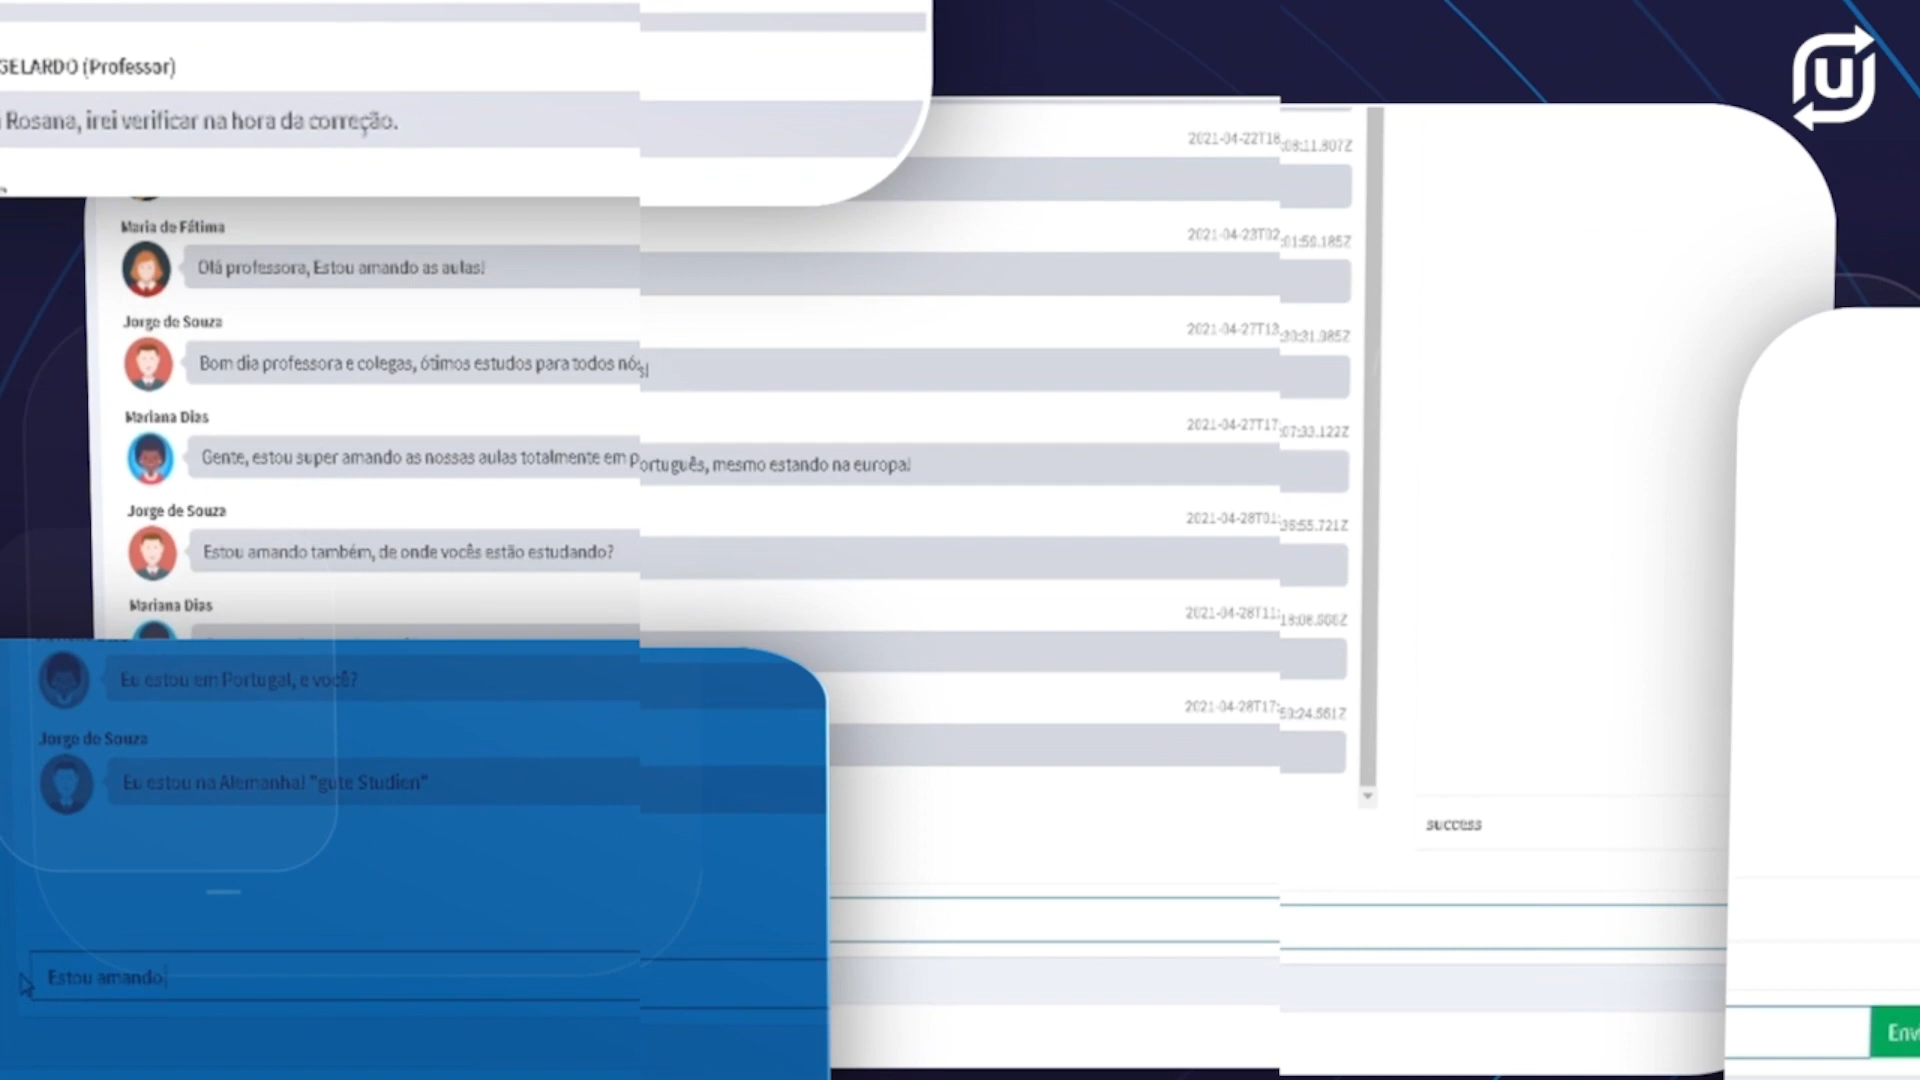 GELARDO (Professor)
Rosana, irei verificar na hora da correção.
2021-04-22T18:08:11.807Z
Maria de Fátima
2021-04-23T02:01:59.185Z
Olá professora, Estou amando as aulas!
Jorge de Souza
2021-04-27T13:30:31.985Z
Bom dia professora e colegas, ótimos estudos para todos nós!
Mariana Dias
2021-04-27T17:07:33.122Z
Gente, estou super amando as nossas aulas totalmente em português, mesmo estando na europa!
Jorge de Souza
2021-04-28T01:36:55.721Z
Estou amando também, de onde vocês estão estudando?
Mariana Dias
2021-04-28T11:18:08
Eu estou em Portugal, e você?
2021-04-28T17:59:24.561Z
Jorge de Souza
Eu estou na Alemanha! "gute Studien"
success
Estou amando
Env